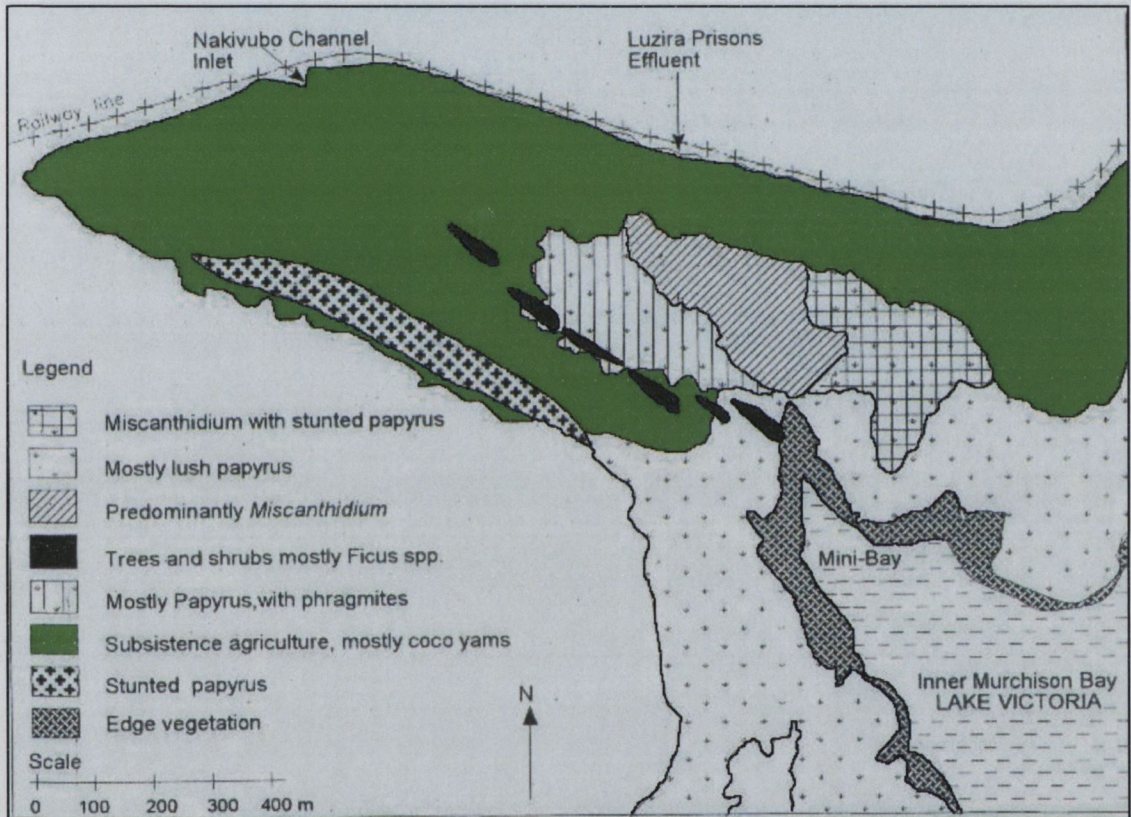 Nakivubo Channel
Inlet
Luzira Prisons
Effluent
Railway line
Legend
Miscanthidium with stunted papyrus
Mostly lush papyrus
Predominantly Miscanthidium
Trees and shrubs mostly Ficus spp.
Mostly Papyrus,with phragmites
Subsistence agriculture, mostly coco yams
Stunted papyrus
Edge vegetation
Scale
0 100 200 300 400 m
N
Mini-Bay
Inner Murchison Bay
LAKE VICTORIA